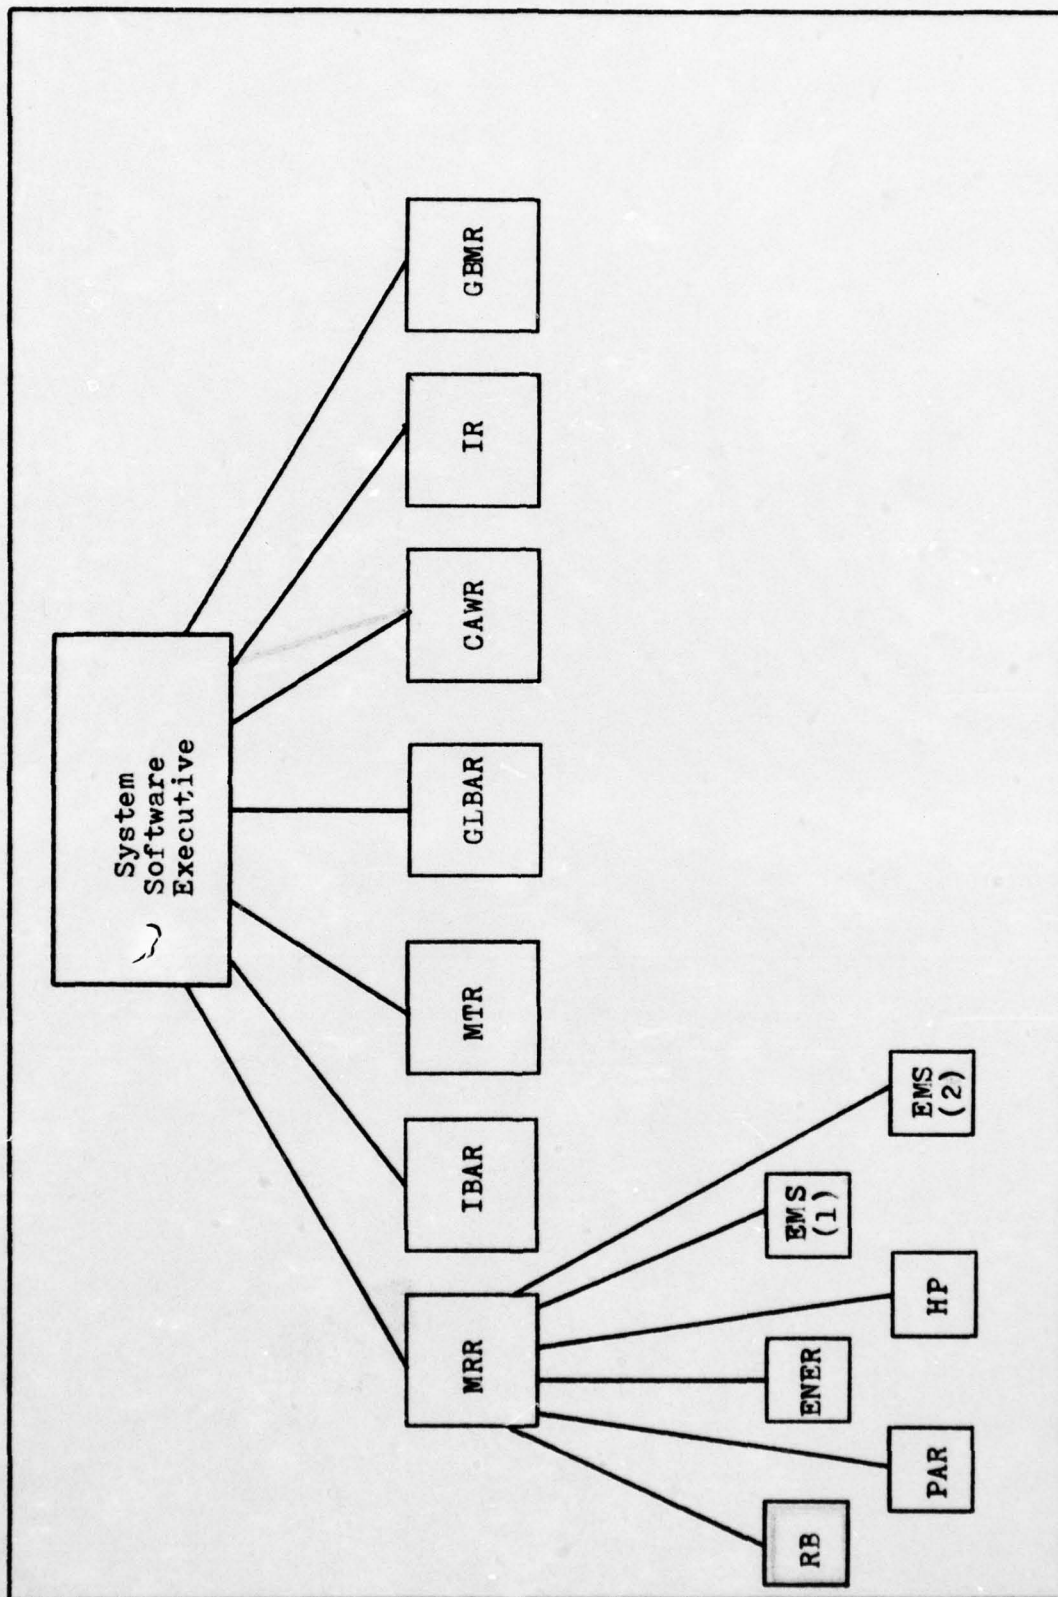 System
Software
Executive
MRR
IBAR
MTR
GLBAR
CAWR
IR
GBMR
RB
PAR
ENER
HP
EMS
(1)
EMS
(2)